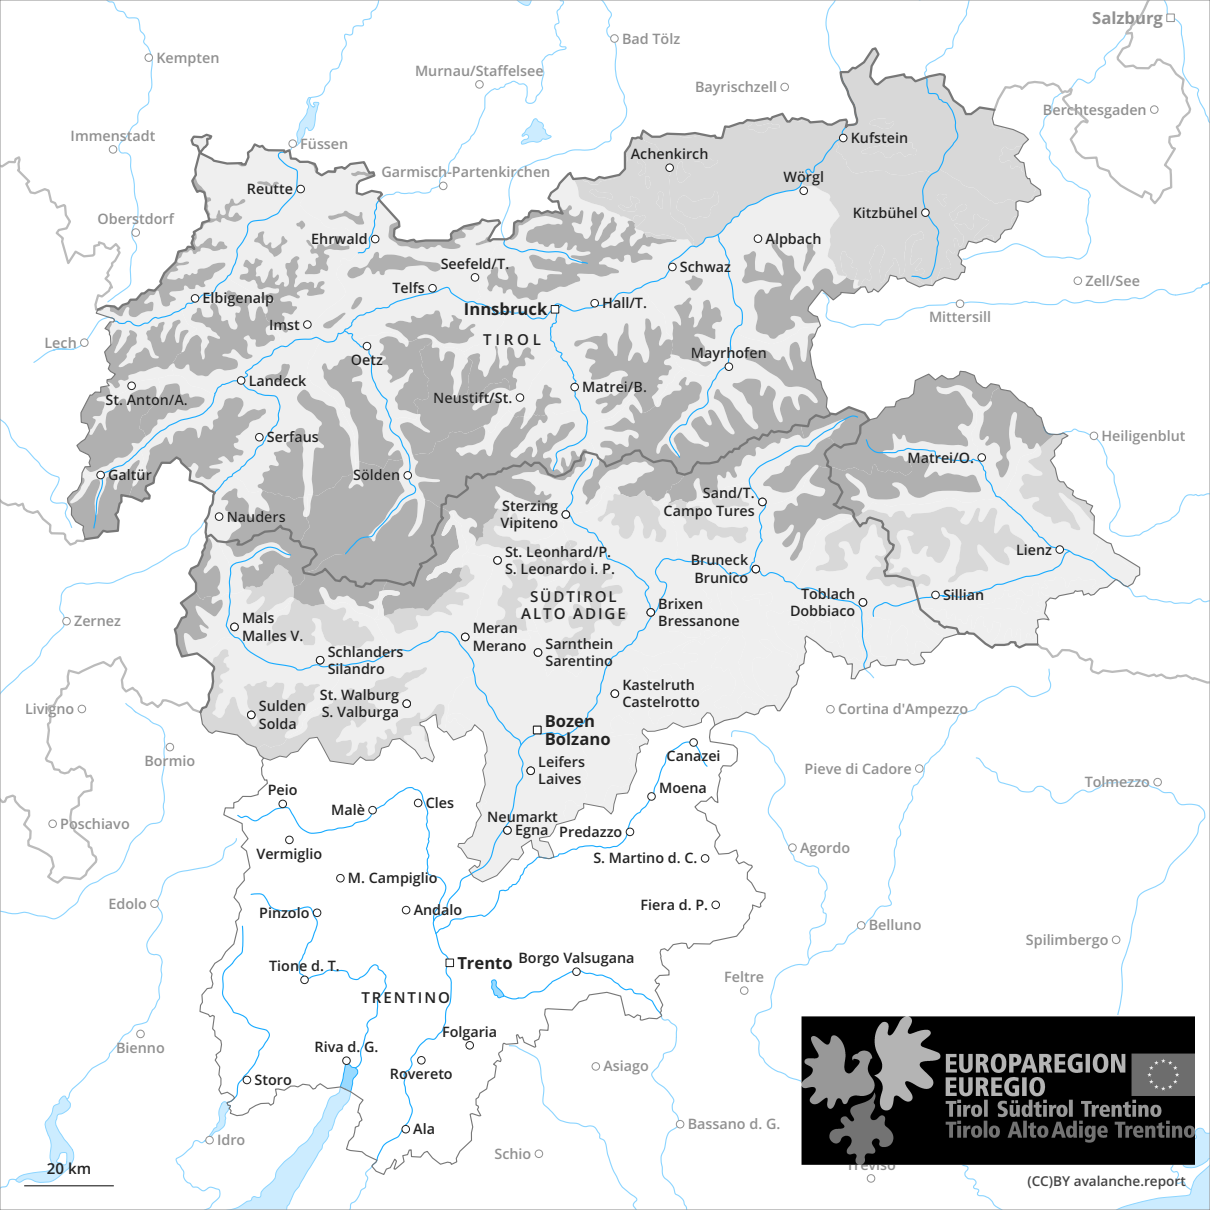 Salzburg
Bad Tölz
Kempten
Murnau/Staffelsee
Bayrischzell
Berchtesgaden
Immenstadt
Füssen
Kufstein
Achenkirch
Garmisch-Partenkirchen
Wörgl
Reutte
Oberstdorf
Kitzbühel
Ehrwald
Alpbach
Seefeld/T.
Schwaz
Zell/See
Telfs
Elbigenalp
Hall/T.
Innsbruck
Mittersill
Imst
Lech
TIROL
Oetz
Mayrhofen
Landeck
Matrei/B.
St. Anton/A.
Neustift/St.
Serfaus
Heiligenblut
Matrei/O.
Galtür
Sölden
Sand/T.
Campo Tures
Sterzing
Vipiteno
Nauders
Lienz
St. Leonhard/P.
S. Leonardo i. P.
Bruneck
Brunico
SÜDTIROL
ALTO ADIGE
Toblach
Dobbiaco
Sillian
Brixen
Bressanone
Mals
Malles V.
Zernez
Meran
Merano
Sarnthein
Sarentino
Schlanders
Silandro
Kastelruth
Castelrotto
St. Walburg
S. Valburga
Sulden
Solda
Livigno
Cortina d'Ampezzo
Bozen
Bolzano
Bormio
Canazei
Leifers
Laives
Pieve di Cadore
Tolmezzo
Peio
Moena
Malè
Cles
Neumarkt
Egna
Predazzo
Poschiavo
Vermiglio
S. Martino d. C.
Agordo
M. Campiglio
Edolo
Pinzolo
Andalo
Fiera d. P.
Belluno
Spilimbergo
Trento
Borgo Valsugana
Tione d. T.
Feltre
TRENTINO
Folgaria
Bienno
Riva d. G.
Rovereto
Asiago
Storo
EUROPAREGION
EUREGIO
Tirol Südtirol Trentino
Tirolo Alto Adige Trentino
Bassano d. G.
Ala
Idro
Schio
Treviso
20 km
(CC)BY avalanche.report